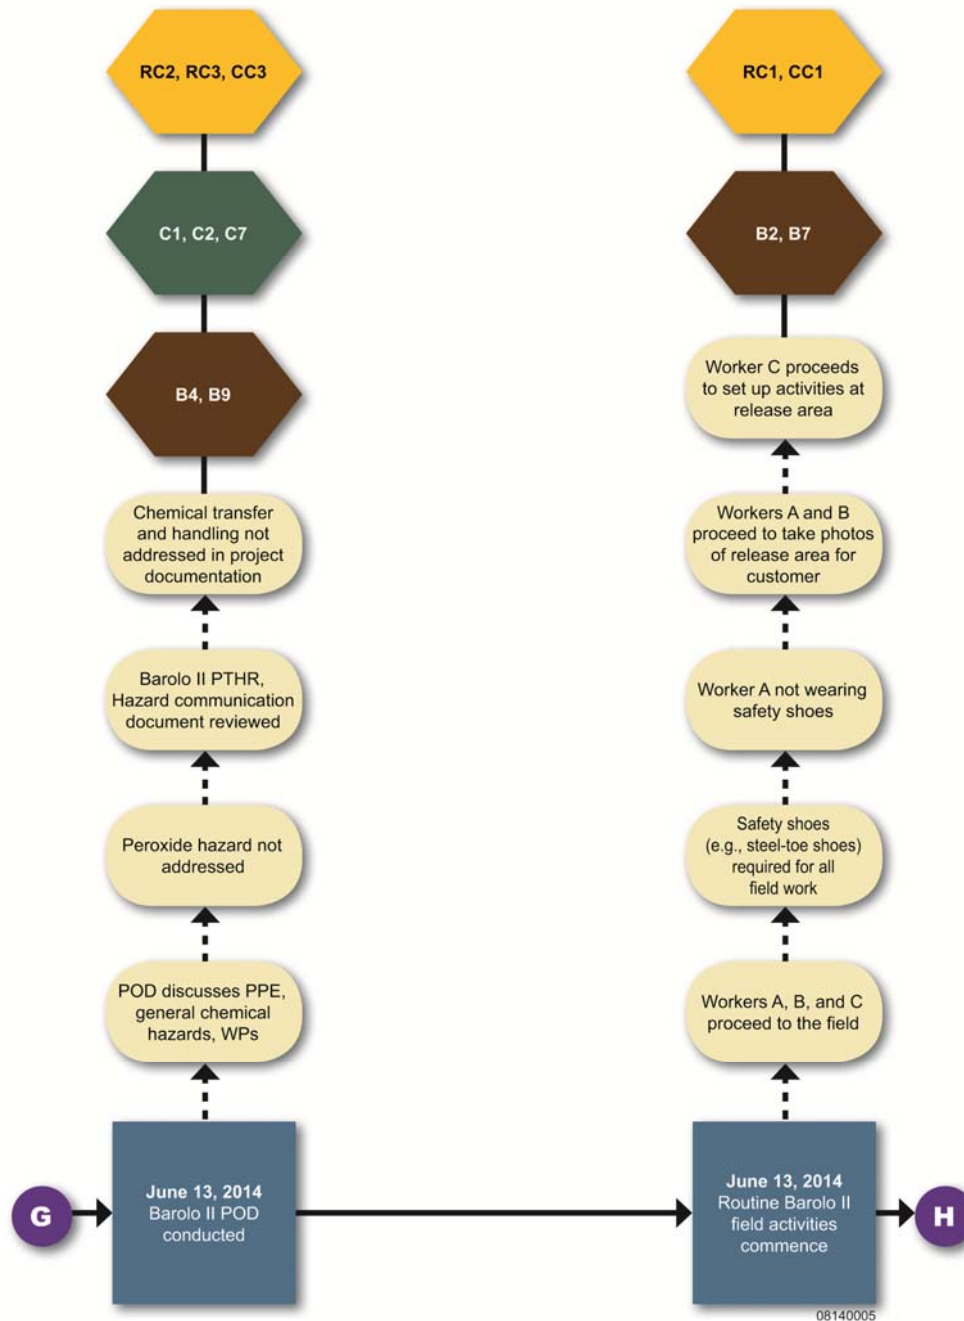 RC2, RC3, CC3
C1, C2, C7
B4, B9
Chemical transfer
and handling not
addressed in project
documentation
Barolo II PTHR,
Hazard communication
document reviewed
Peroxide hazard not
addressed
POD discusses PPE,
general chemical
hazards, WPs
G
June 13, 2014
Barolo II POD
conducted
RC1, CC1
B2, B7
Worker C proceeds
to set up activities at
release area
Workers A and B
proceed to take photos
of release area for
customer
Worker A not wearing
safety shoes
Safety shoes
(e.g., steel-toe shoes)
required for all
field work
Workers A, B, and C
proceed to the field
June 13, 2014
Routine Barolo II
field activities
commence
H
08140005